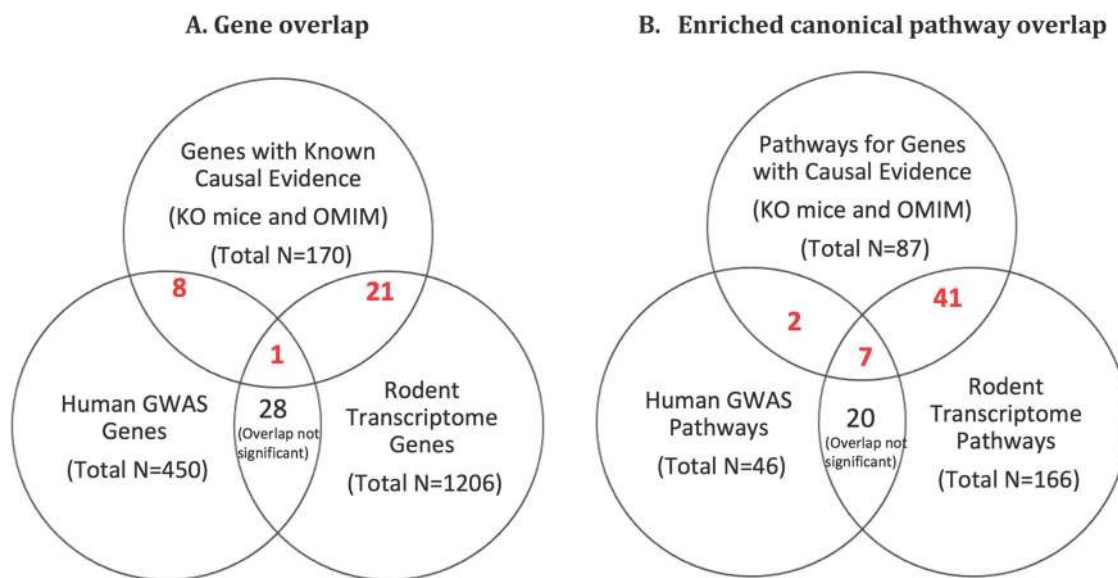 A. Gene overlap
Genes with Known
Causal Evidence
(KO mice and OMIM)
(Total N=170)
8
21
1
Human GWAS
Genes
(Total N=450)
28
(Overlap not
significant)
Rodent
Transcriptome
Genes
(Total N=1206)
B. Enriched canonical pathway overlap
Pathways for Genes
with Causal Evidence
(KO mice and OMIM)
(Total N=87)
2
41
7
Human GWAS
Pathways
(Total N=46)
20
(Overlap not
significant)
Rodent
Transcriptome
Pathways
(Total N=166)